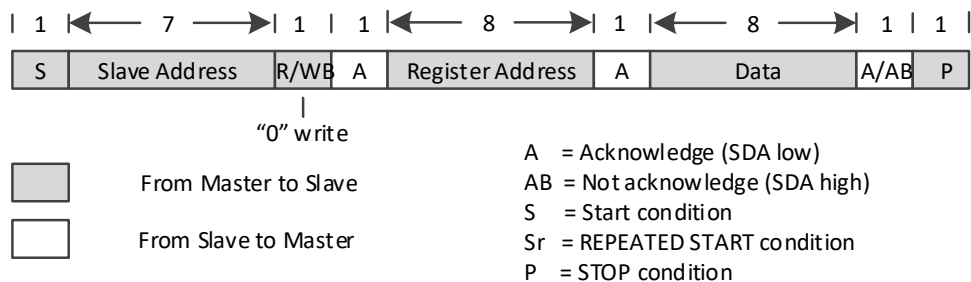 1 7 1 1 8 1 8 1 1
S Slave Address R/WB A Register Address A Data A/AB P
“0” write
From Master to Slave
From Slave to Master
A = Acknowledge (SDA low)
AB = Not acknowledge (SDA high)
S = Start condition
Sr = REPEATED START condition
P = STOP condition